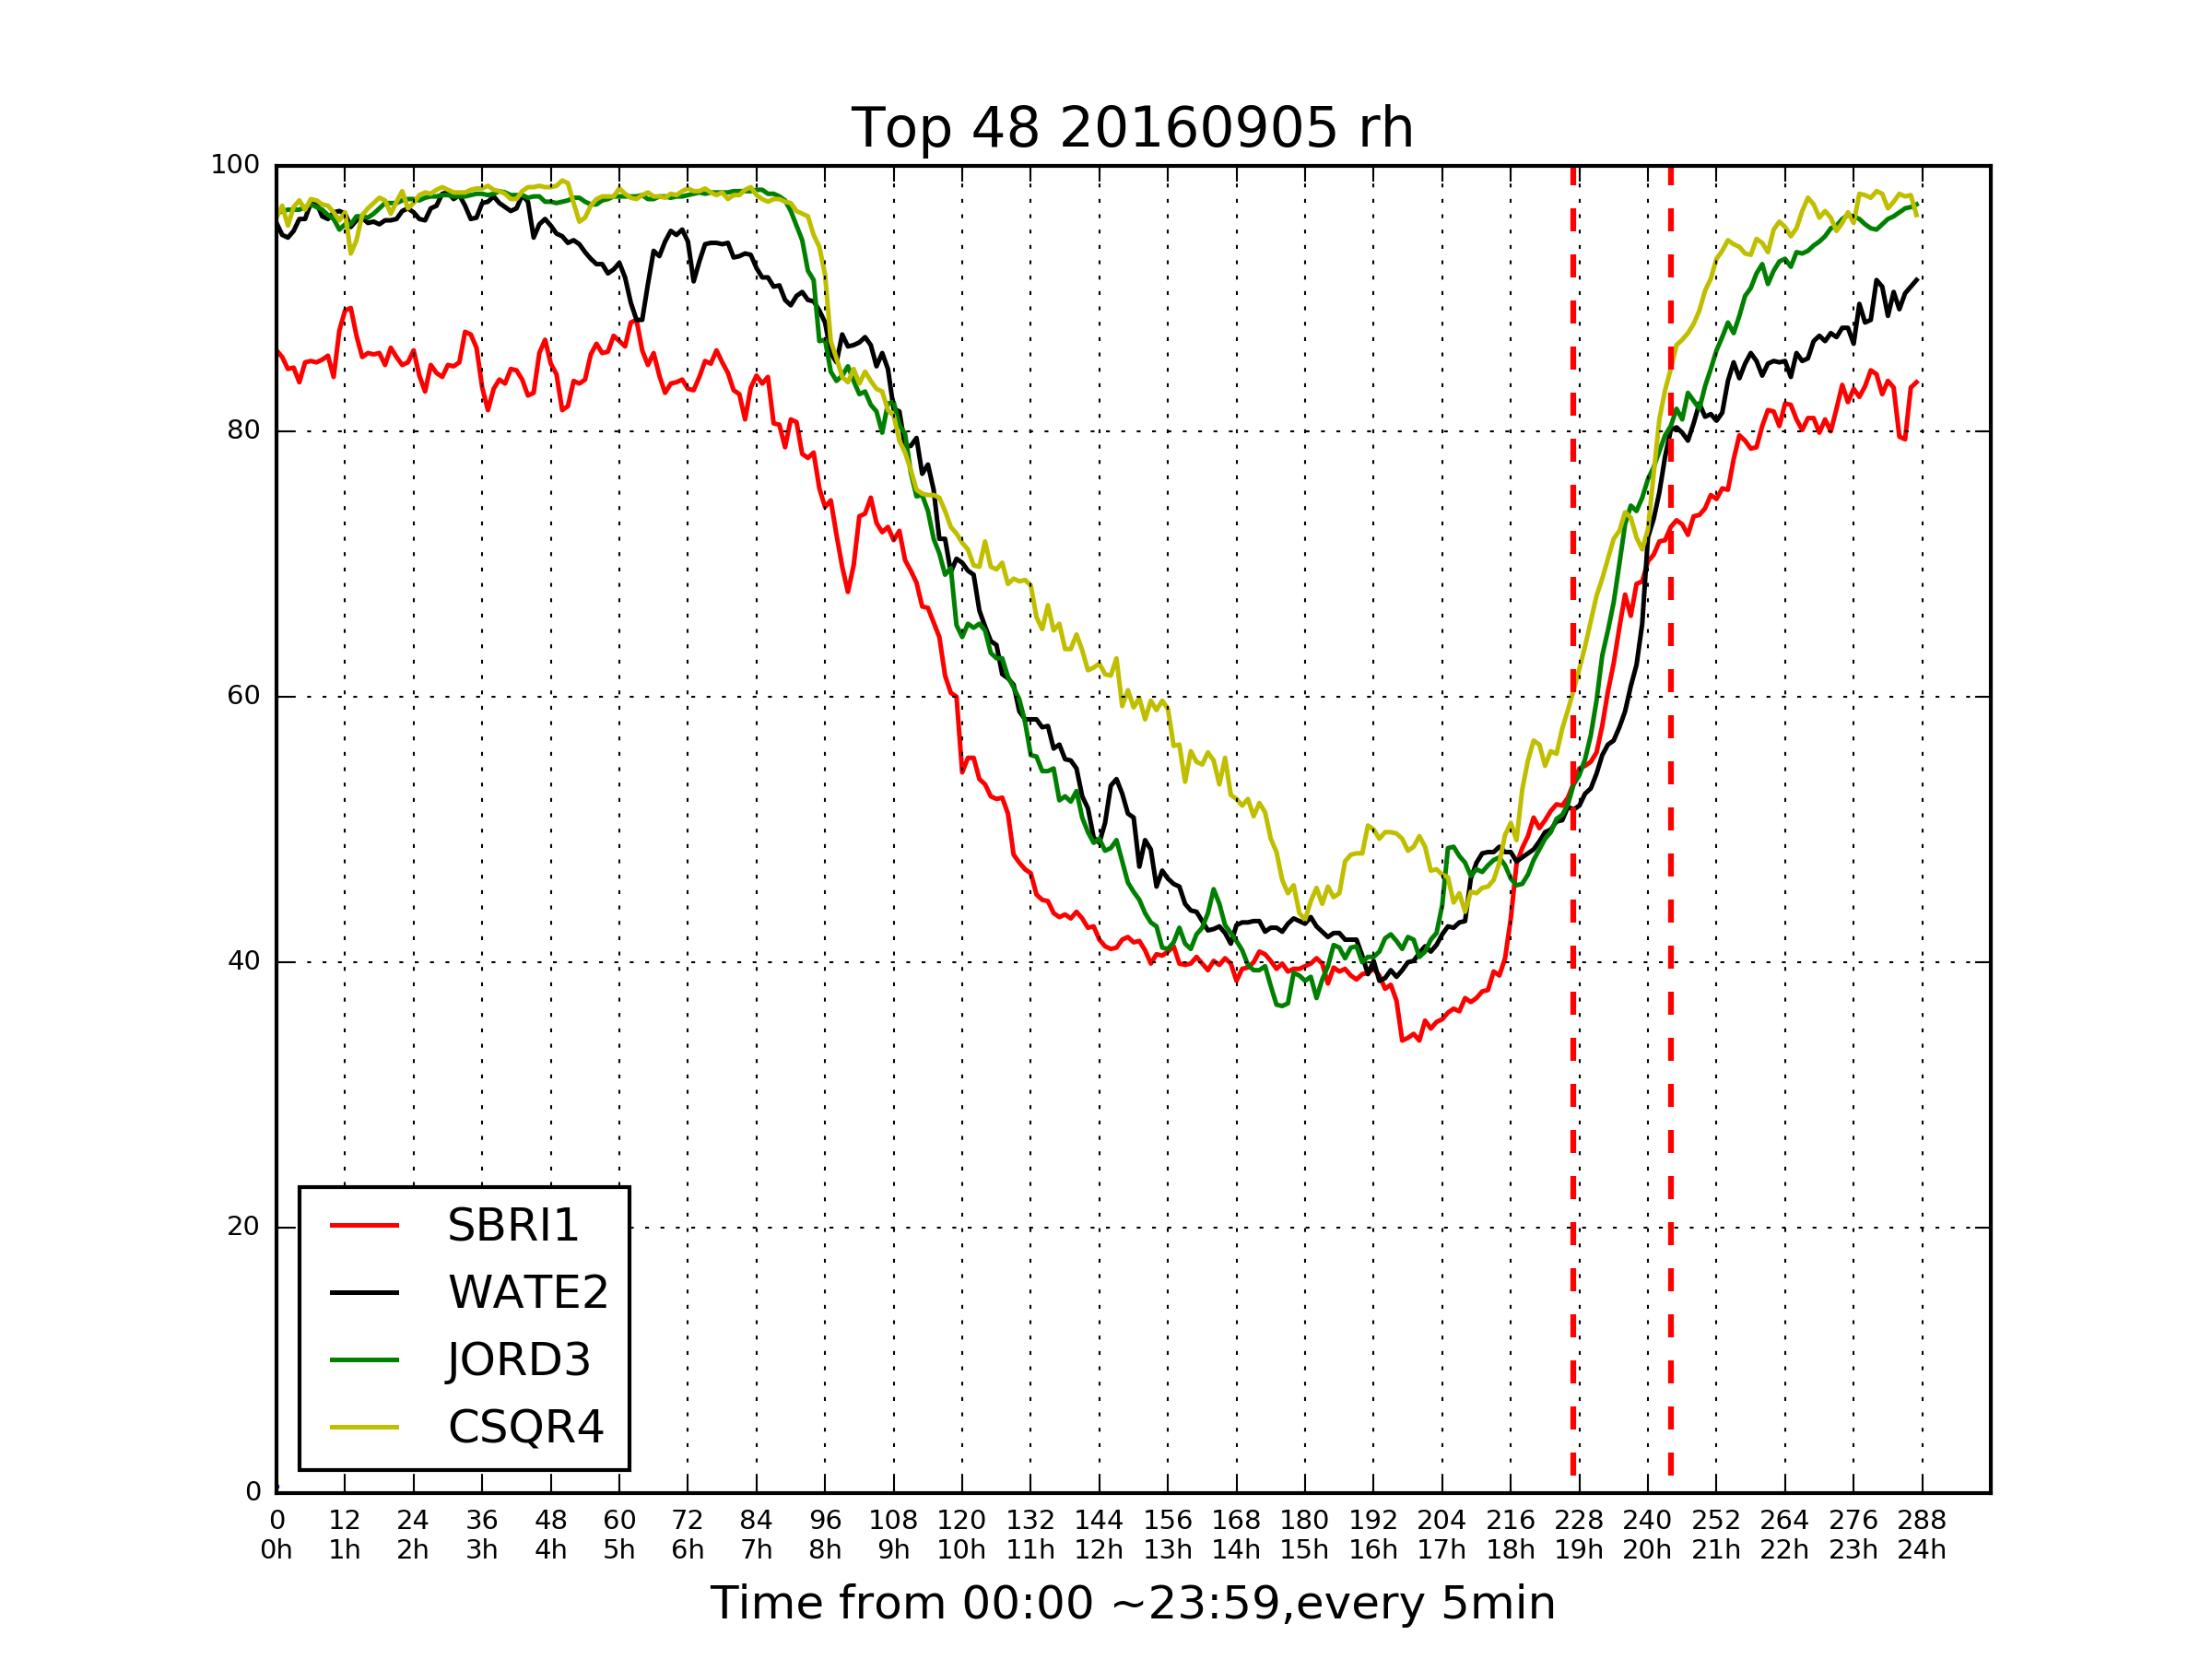 Top 48 20160905 rh
100
80
60
40
20
0
SBRI1
WATE2
JORD3
CSQR4
0 12 24 36 48 60 72 84 96 108 120 132 144 156 168 180 192 204 216 228 240 252 264 276 288
0h 1h 2h 3h 4h 5h 6h 7h 8h 9h 10h 11h 12h 13h 14h 15h 16h 17h 18h 19h 20h 21h 22h 23h 24h
Time from 00:00 ~23:59,every 5min